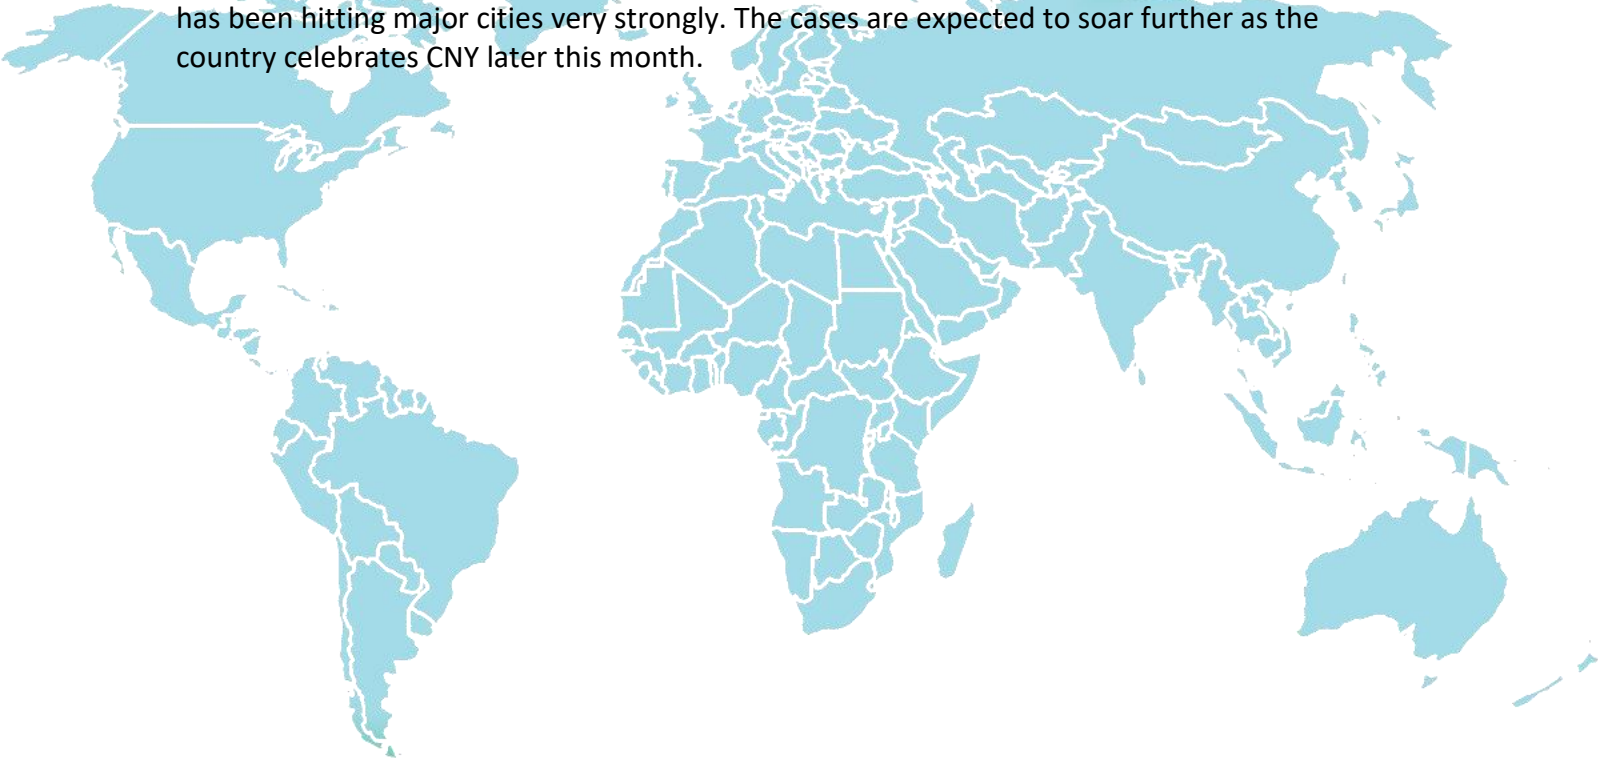 has been hitting major cities very strongly. The cases are expected to soar further as the
country celebrates CNY later this month.